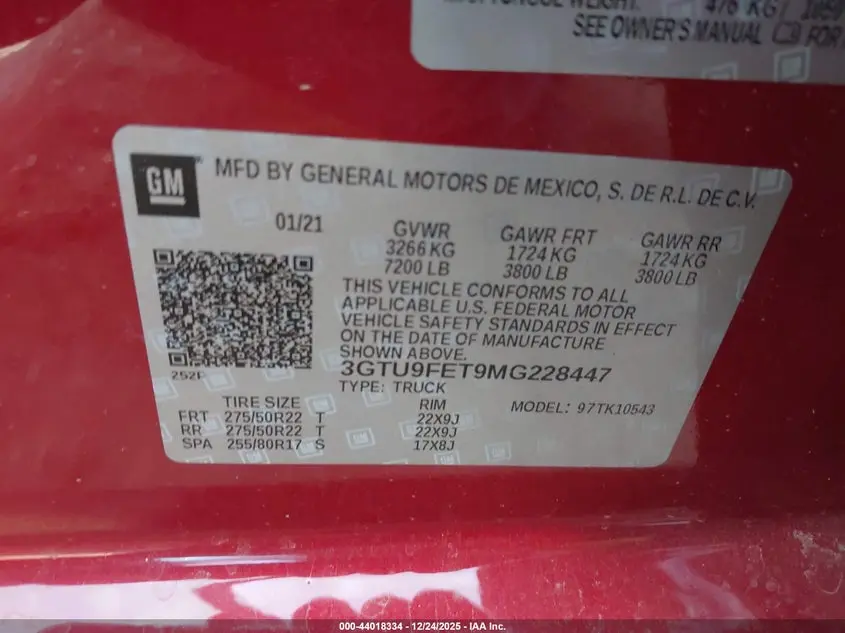 476 KG
SEE OWNER'S MANUAL
FOR
GM
MFD BY GENERAL MOTORS DE MEXICO, S. DE R.L. DE C.V.
01/21
GVWR GAWR FRT GAWR RR
3266 KG 1724 KG 1724 KG
7200 LB 3800 LB 3800 LB
THIS VEHICLE CONFORMS TO ALL
APPLICABLE U.S. FEDERAL MOTOR
VEHICLE SAFETY STANDARDS IN EFFECT
ON THE DATE OF MANUFACTURE
SHOWN ABOVE.
3GTU9FET9MG228447
TYPE: TRUCK
MODEL: 97TK10543
252F
TIRE SIZE RIM
FRT 275/50R22 T 22X9J
RR 275/50R22 T 22X9J
SPA 255/80R17 S 17X8J
000-44018334 • 12/24/2025 - IAA Inc.